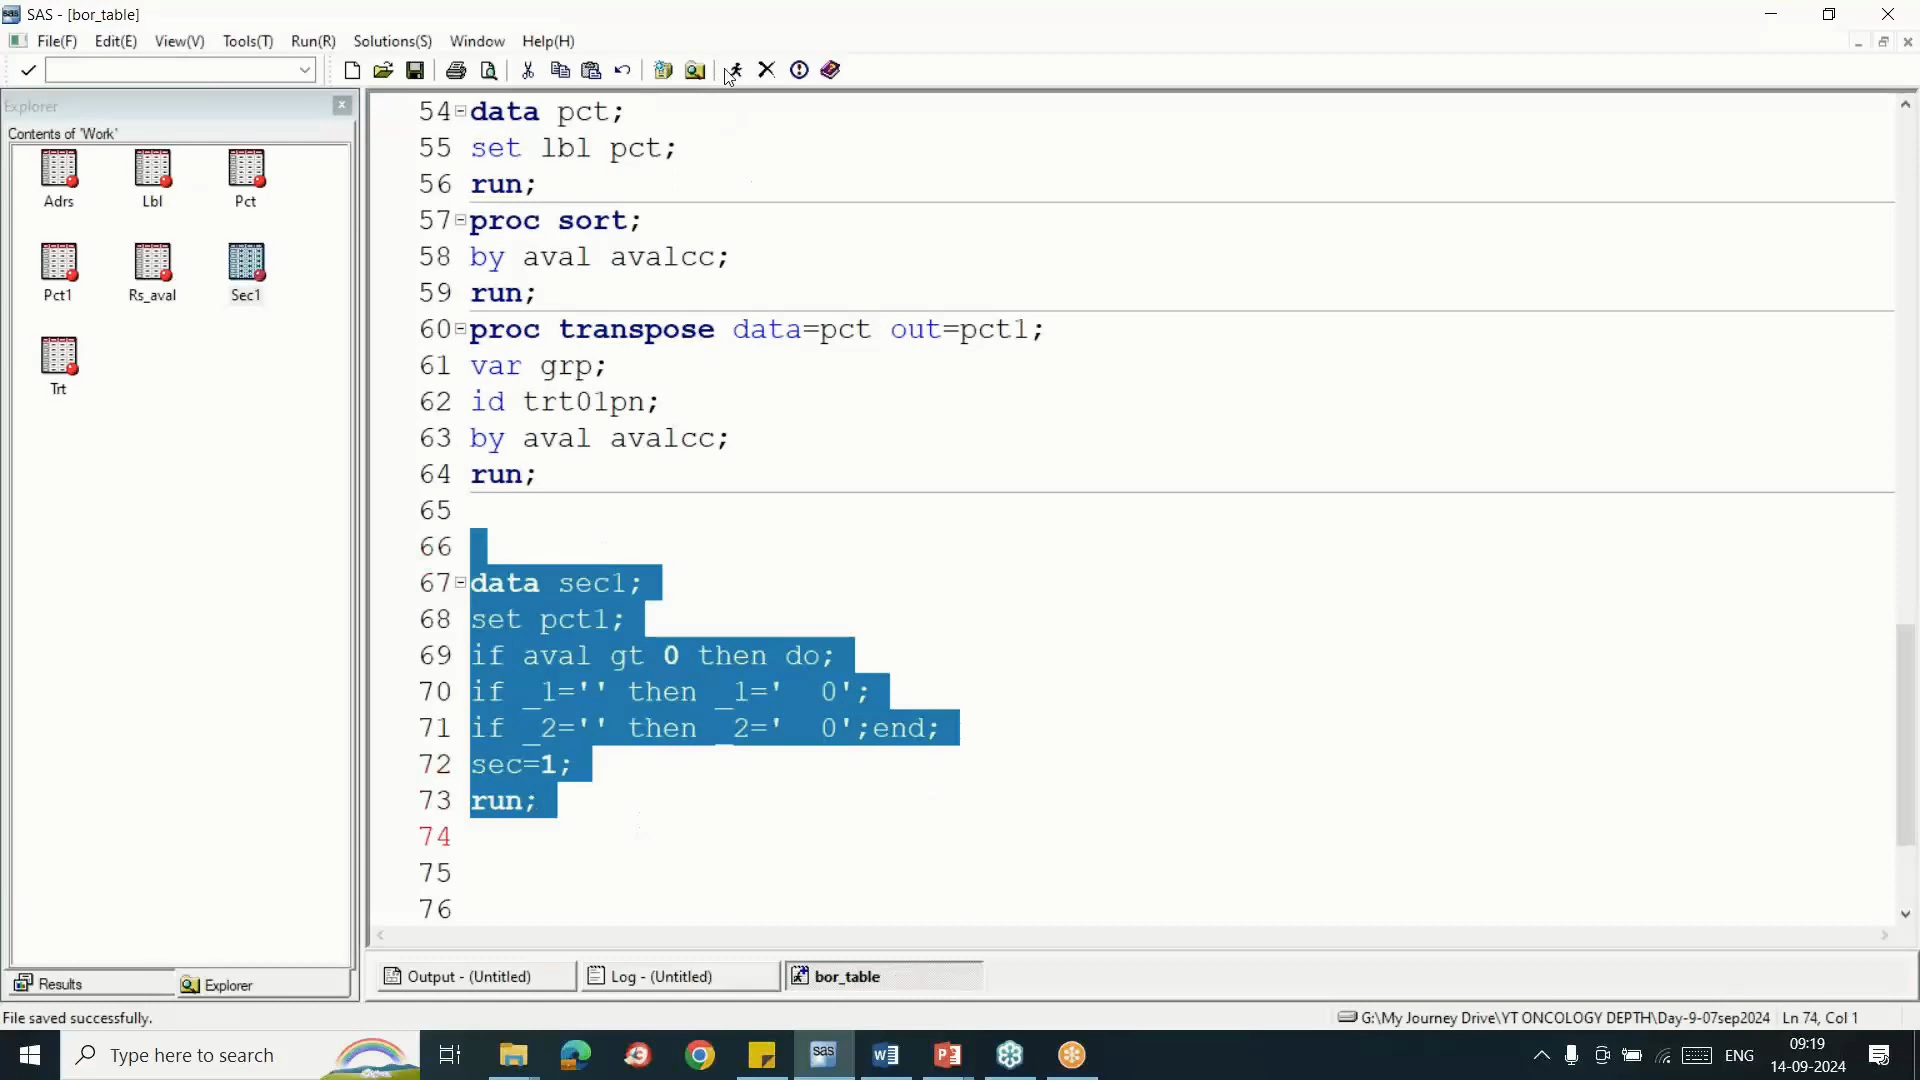 SAS - [bor_table]
File(F) Edit(E) View(V) Tools(T) Run(R) Solutions(S) Window Help(H)
Explorer
Contents of 'Work'
Adrs Lbl Pct
Pct1 Rs_aval Sec1
Trt
54 data pct;
55 set lbl pct;
56 run;
57 proc sort;
58 by aval avalcc;
59 run;
60 proc transpose data=pct out=pct1;
61 var grp;
62 id trt01pn;
63 by aval avalcc;
64 run;
65
66
67 data sec1;
68 set pct1;
69 if aval gt 0 then do;
70 if _1='' then _1='  0';
71 if _2='' then _2='  0';end;
72 sec=1;
73 run;
74
75
76
Results Explorer
Output - (Untitled) Log - (Untitled) bor_table
File saved successfully. G:\My Journey Drive\YT ONCOLOGY DEPTH\Day-9-07sep2024 Ln 74, Col 1
Type here to search
ENG
09:19
14-09-2024